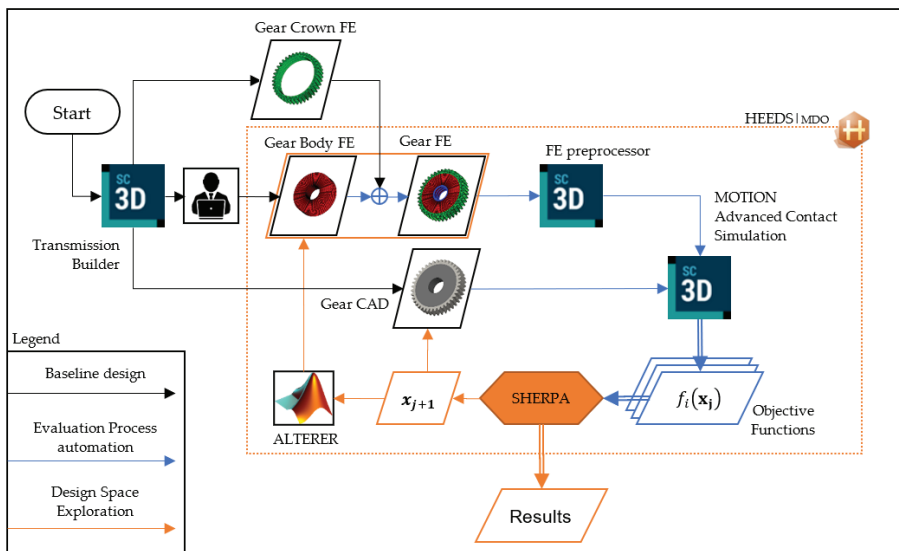 Gear Crown FE
Start
HEEDS|MDO
H
Gear Body FE
Gear FE
FE preprocessor
SC
3D
SC
3D
MOTION
Advanced Contact
Simulation
Transmission
Builder
SC
3D
Gear CAD
Legend
Baseline design
Evaluation Process
automation
Design Space
Exploration
ALTERER
x_{j+1}
SHERPA
f_i(x_j)
Objective
Functions
Results